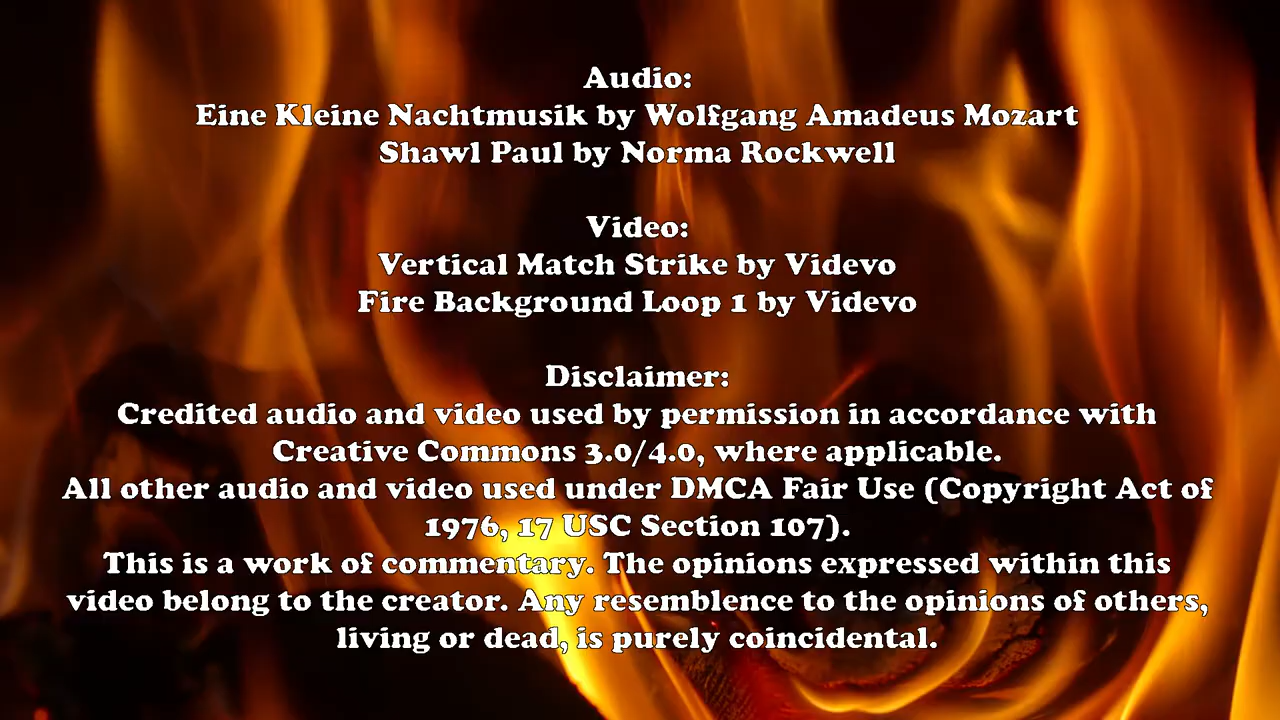 Audio:
Eine Kleine Nachtmusik by Wolfgang Amadeus Mozart
Shawl Paul by Norma Rockwell
Video:
Vertical Match Strike by Videvo
Fire Background Loop 1 by Videvo
Disclaimer:
Credited audio and video used by permission in accordance with
Creative Commons 3.0/4.0, where applicable.
All other audio and video used under DMCA Fair Use (Copyright Act of
1976, 17 USC Section 107).
This is a work of commentary. The opinions expressed within this
video belong to the creator. Any resemblence to the opinions of others,
living or dead, is purely coincidental.